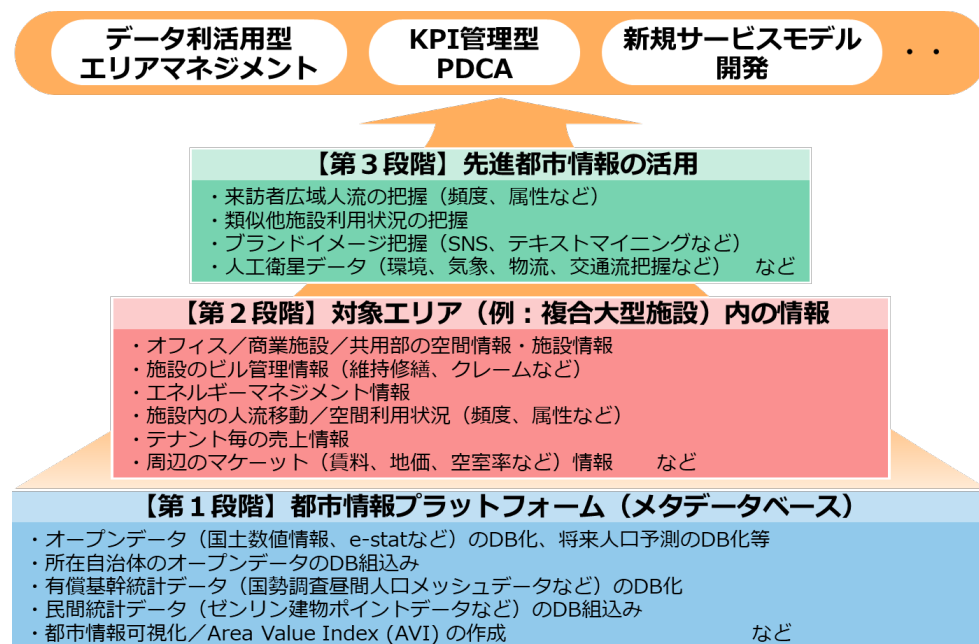 データ利活用型
エリアマネジメント
KPI管理型
PDCA
新規サービスモデル
開発
・・
【第３段階】先進都市情報の活用
・来訪者広域人流の把握（頻度、属性など）
・類似他施設利用状況の把握
・ブランドイメージ把握（SNS、テキストマイニングなど）
・人工衛星データ（環境、気象、物流、交通流把握など）　など
【第２段階】対象エリア（例：複合大型施設）内の情報
・オフィス／商業施設／共用部の空間情報・施設情報
・施設のビル管理情報（維持修繕、クレームなど）
・エネルギーマネジメント情報
・施設内の人流移動／空間利用状況（頻度、属性など）
・テナント毎の売上情報
・周辺のマケーット（賃料、地価、空室率など）情報　　など
【第１段階】都市情報プラットフォーム（メタデータベース）
・オープンデータ（国土数値情報、e-statなど）のDB化、将来人口予測のDB化等
・所在自治体のオープンデータのDB組込み
・有償基幹統計データ（国勢調査昼間人口メッシュデータなど）のDB化
・民間統計データ（ゼンリン建物ポイントデータなど）のDB組込み
・都市情報可視化／Area Value Index (AVI) の作成　　など